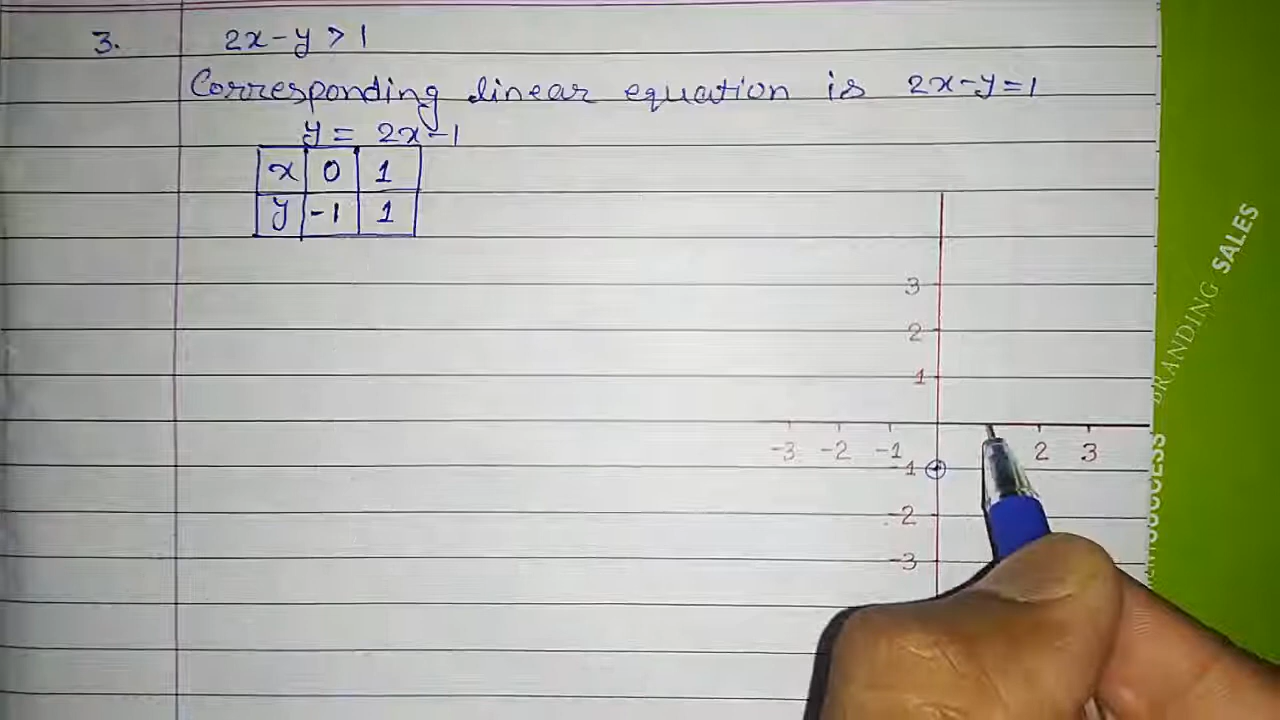 3. 2x-y > 1
Corresponding linear equation is 2x-y=1
y = 2x-1
x 0 1
y -1 1
3
2
1
-3 -2 -1 2 3
-1
-2
-3
BRANDING SALES
SUCCESS